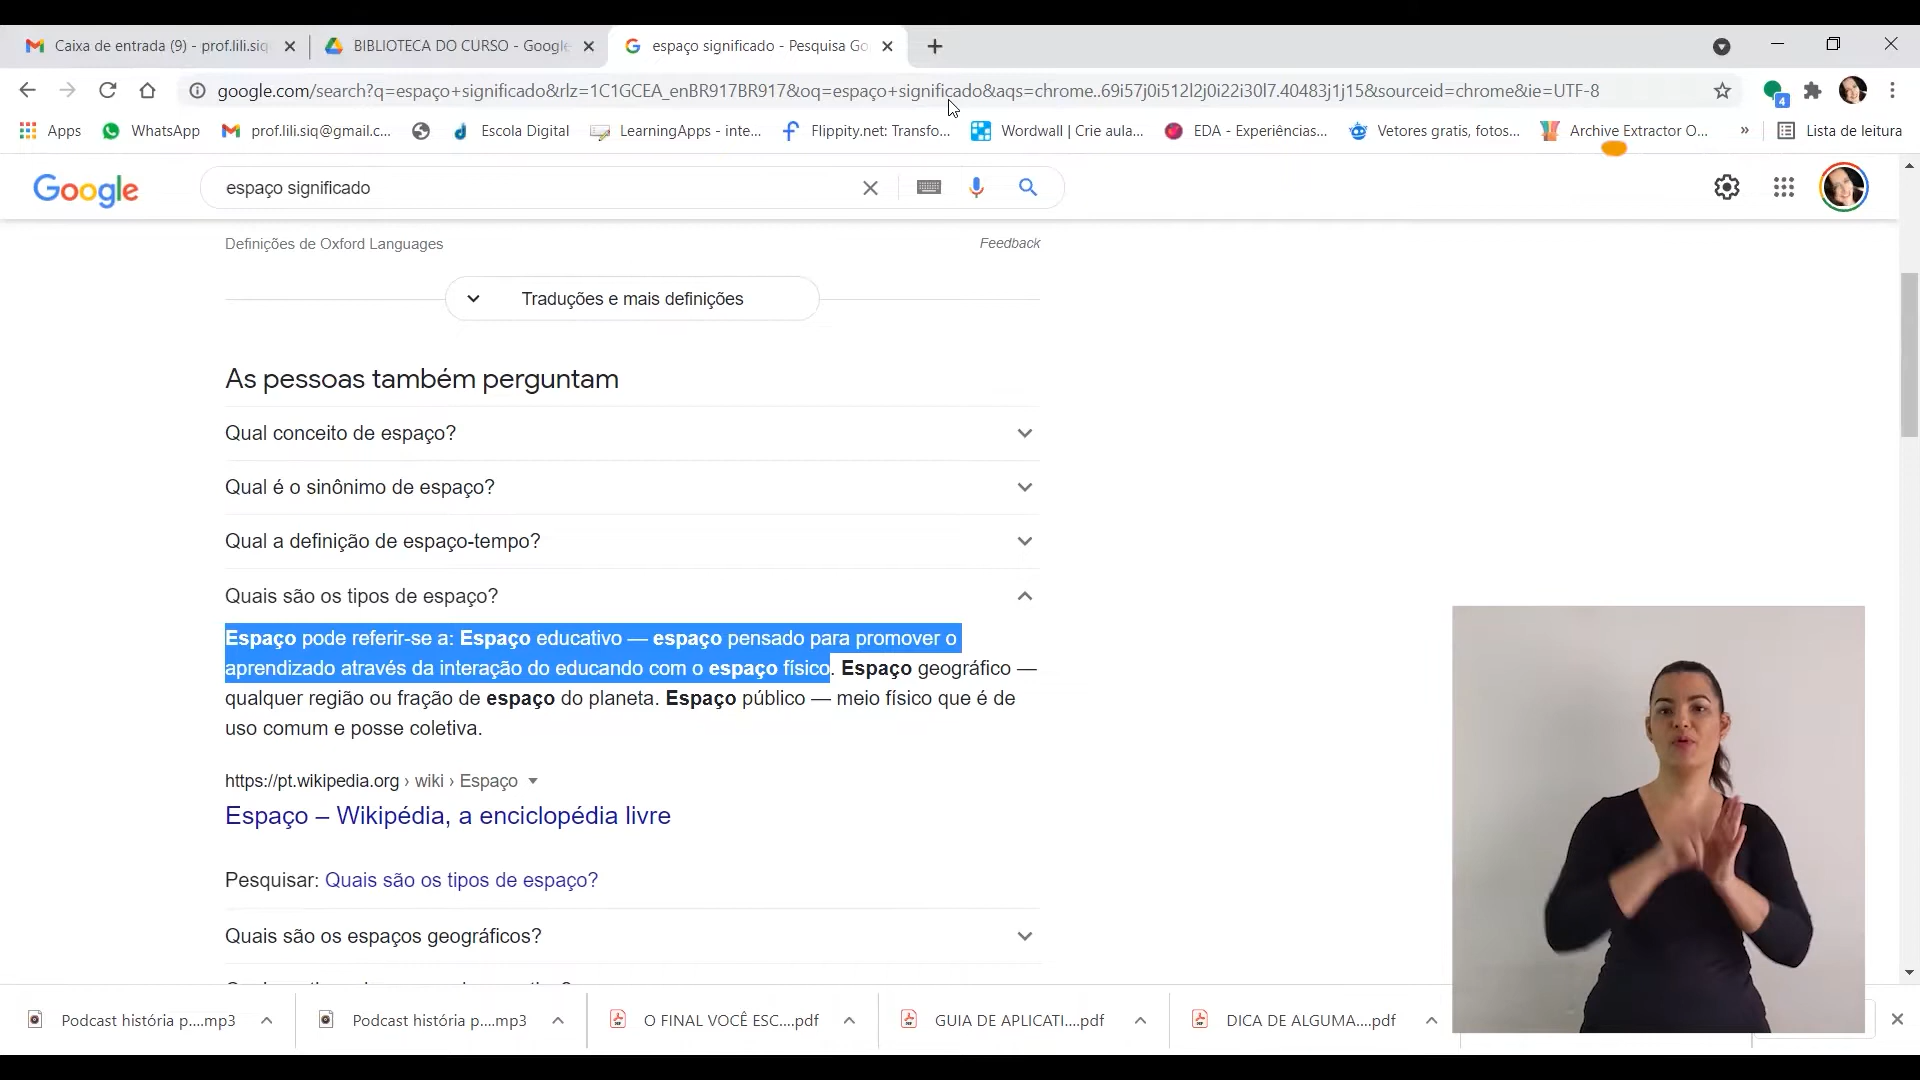 Caixa de entrada (9) - prof.lili.siq
BIBLIOTECA DO CURSO - Google
espaço significado - Pesquisa Go
google.com/search?q=espaço+significado&rlz=1C1GCEA_enBR917BR917&oq=espaço+significado&aqs=chrome..69i57j0i512l2j0i22i30l7.40483j1j15&sourceid=chrome&ie=UTF-8
4
Apps
WhatsApp
prof.lili.siq@gmail.c...
Escola Digital
LearningApps - inte...
Flippity.net: Transfo...
Wordwall | Crie aula...
EDA - Experiências...
Vetores gratis, fotos...
Archive Extractor O...
»
Lista de leitura
Google
espaço significado
Definições de Oxford Languages
Feedback
Traduções e mais definições
As pessoas também perguntam
Qual conceito de espaço?
Qual é o sinônimo de espaço?
Qual a definição de espaço-tempo?
Quais são os tipos de espaço?
Espaço pode referir-se a: Espaço educativo — espaço pensado para promover o
aprendizado através da interação do educando com o espaço físico. Espaço geográfico —
qualquer região ou fração de espaço do planeta. Espaço público — meio físico que é de
uso comum e posse coletiva.
https://pt.wikipedia.org › wiki › Espaço
Espaço – Wikipédia, a enciclopédia livre
Pesquisar: Quais são os tipos de espaço?
Quais são os espaços geográficos?
Podcast história p....mp3
Podcast história p....mp3
O FINAL VOCÊ ESC....pdf
GUIA DE APLICATI....pdf
DICA DE ALGUMA....pdf